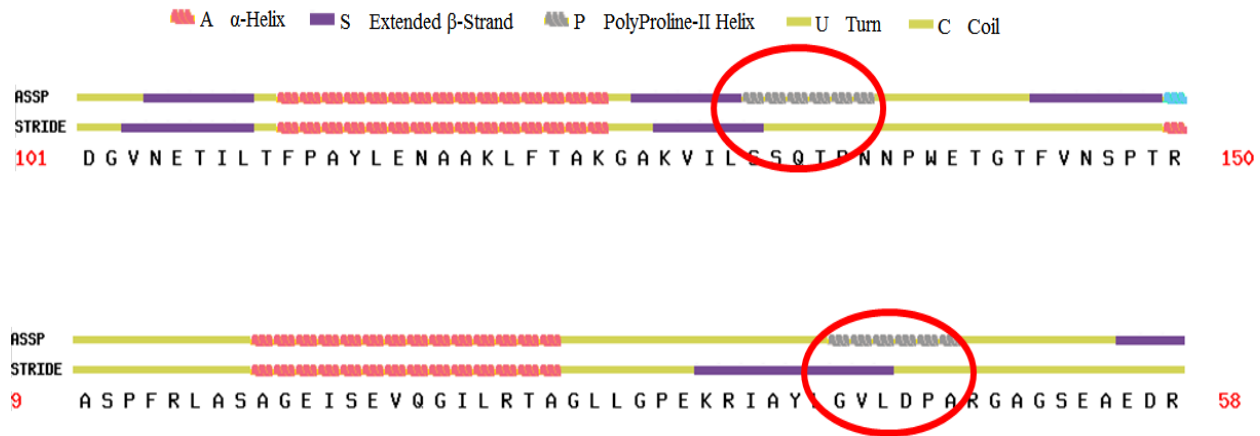 A α-Helix S Extended β-Strand P PolyProline-II Helix U Turn C Coil
ASSP
STRIDE
101 D G V N E T I L T F P A Y L E N A A K L F T A K G A K V I L S S Q T P N N P W E T G T F V N S P T R 150
ASSP
STRIDE
9 A S P F R L A S A G E I S E V Q G I L R T A G L L G P E K R I A Y L G V L D P A R G A G S E A E D R 58